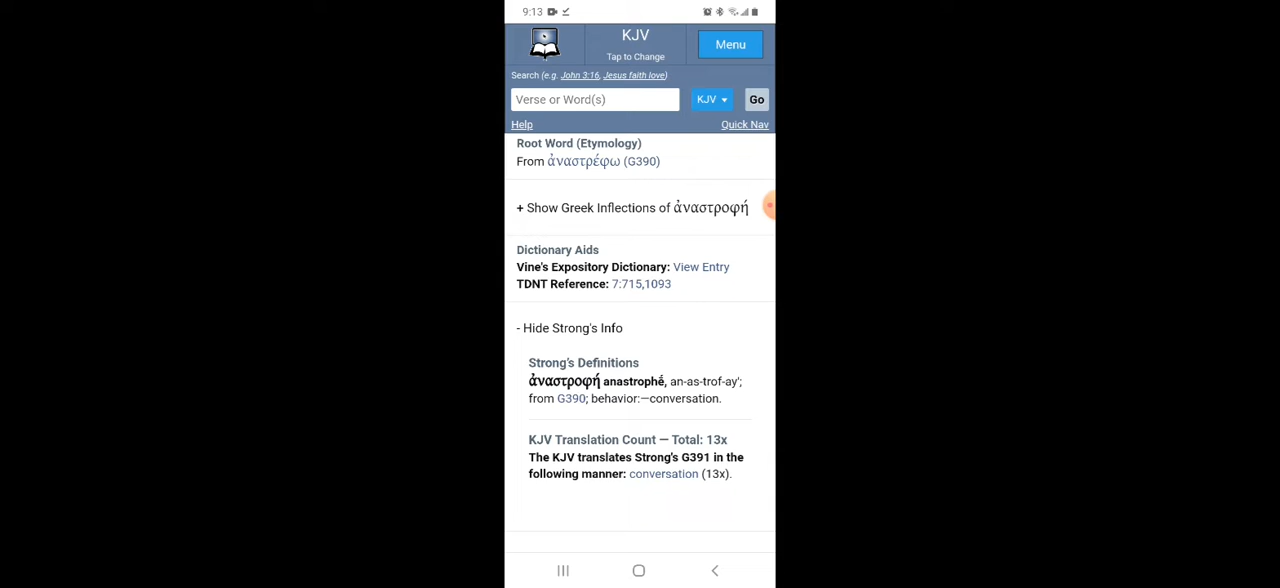 9:13
KJV
Tap to Change
Menu
Search (e.g. John 3:16, Jesus faith love)
Verse or Word(s)
KJV
Go
Help
Quick Nav
Root Word (Etymology)
From ἀναστρέφω (G390)
+ Show Greek Inflections of ἀναστροφή
Dictionary Aids
Vine's Expository Dictionary: View Entry
TDNT Reference: 7:715,1093
- Hide Strong's Info
Strong’s Definitions
ἀναστροφή anastrophḗ, an-as-trof-ay';
from G390; behavior:—conversation.
KJV Translation Count — Total: 13x
The KJV translates Strong's G391 in the
following manner: conversation (13x).